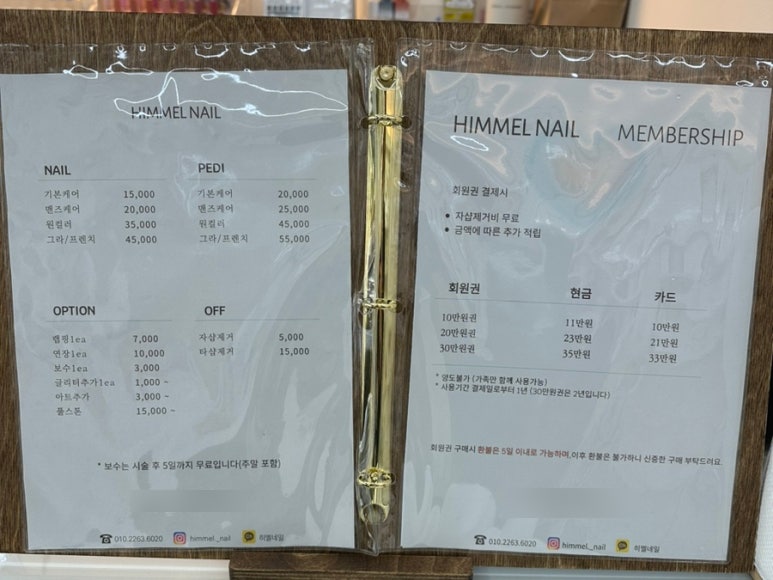 HIMMEL NAIL
NAIL
기본케어 15,000
맨즈케어 20,000
원컬러 35,000
그라/프렌치 45,000
PEDI
기본케어 20,000
맨즈케어 25,000
원컬러 45,000
그라/프렌치 55,000
OPTION
랩핑1ea 7,000
연장1ea 10,000
보수1ea 3,000
글리터추가1ea 1,000 ~
아트추가 3,000 ~
풀스톤 15,000 ~
OFF
자샵제거 5,000
타샵제거 15,000
* 보수는 시술 후 5일까지 무료입니다(주말 포함)
010.2263.6020 himmel._nail 히멜네일
HIMMEL NAIL MEMBERSHIP
회원권 결제시
• 자샵제거비 무료
• 금액에 따른 추가 적립
회원권 현금 카드
10만원권 11만원 10만원
20만원권 23만원 21만원
30만원권 35만원 33만원
* 양도불가 (가족만 함께 사용가능)
* 사용기간 결제일로부터 1년 (30만원권은 2년입니다)
회원권 구매시 환불은 5일 이내로 가능하며,이후 환불은 불가하니 신중한 구매 부탁드려요.
010.2263.6020 himmel._nail 히멜네일